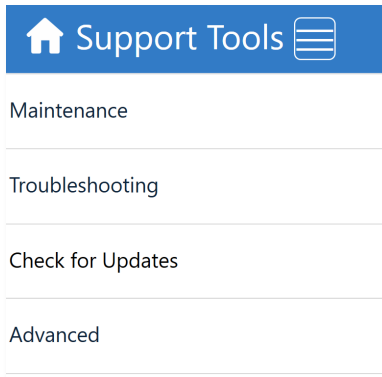 Support Tools
Maintenance
Troubleshooting
Check for Updates
Advanced